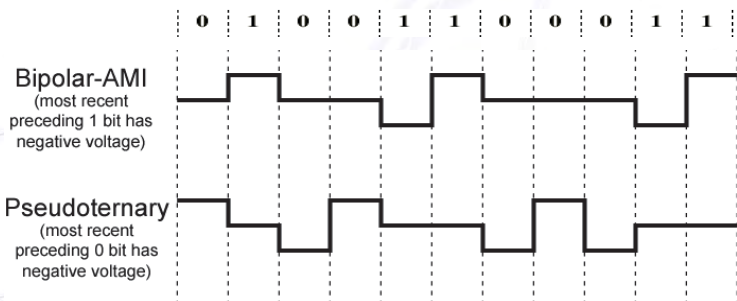 0 1 0 0 1 1 0 0 0 1 1
Bipolar-AMI
(most recent
preceding 1 bit has
negative voltage)
Pseudoternary
(most recent
preceding 0 bit has
negative voltage)